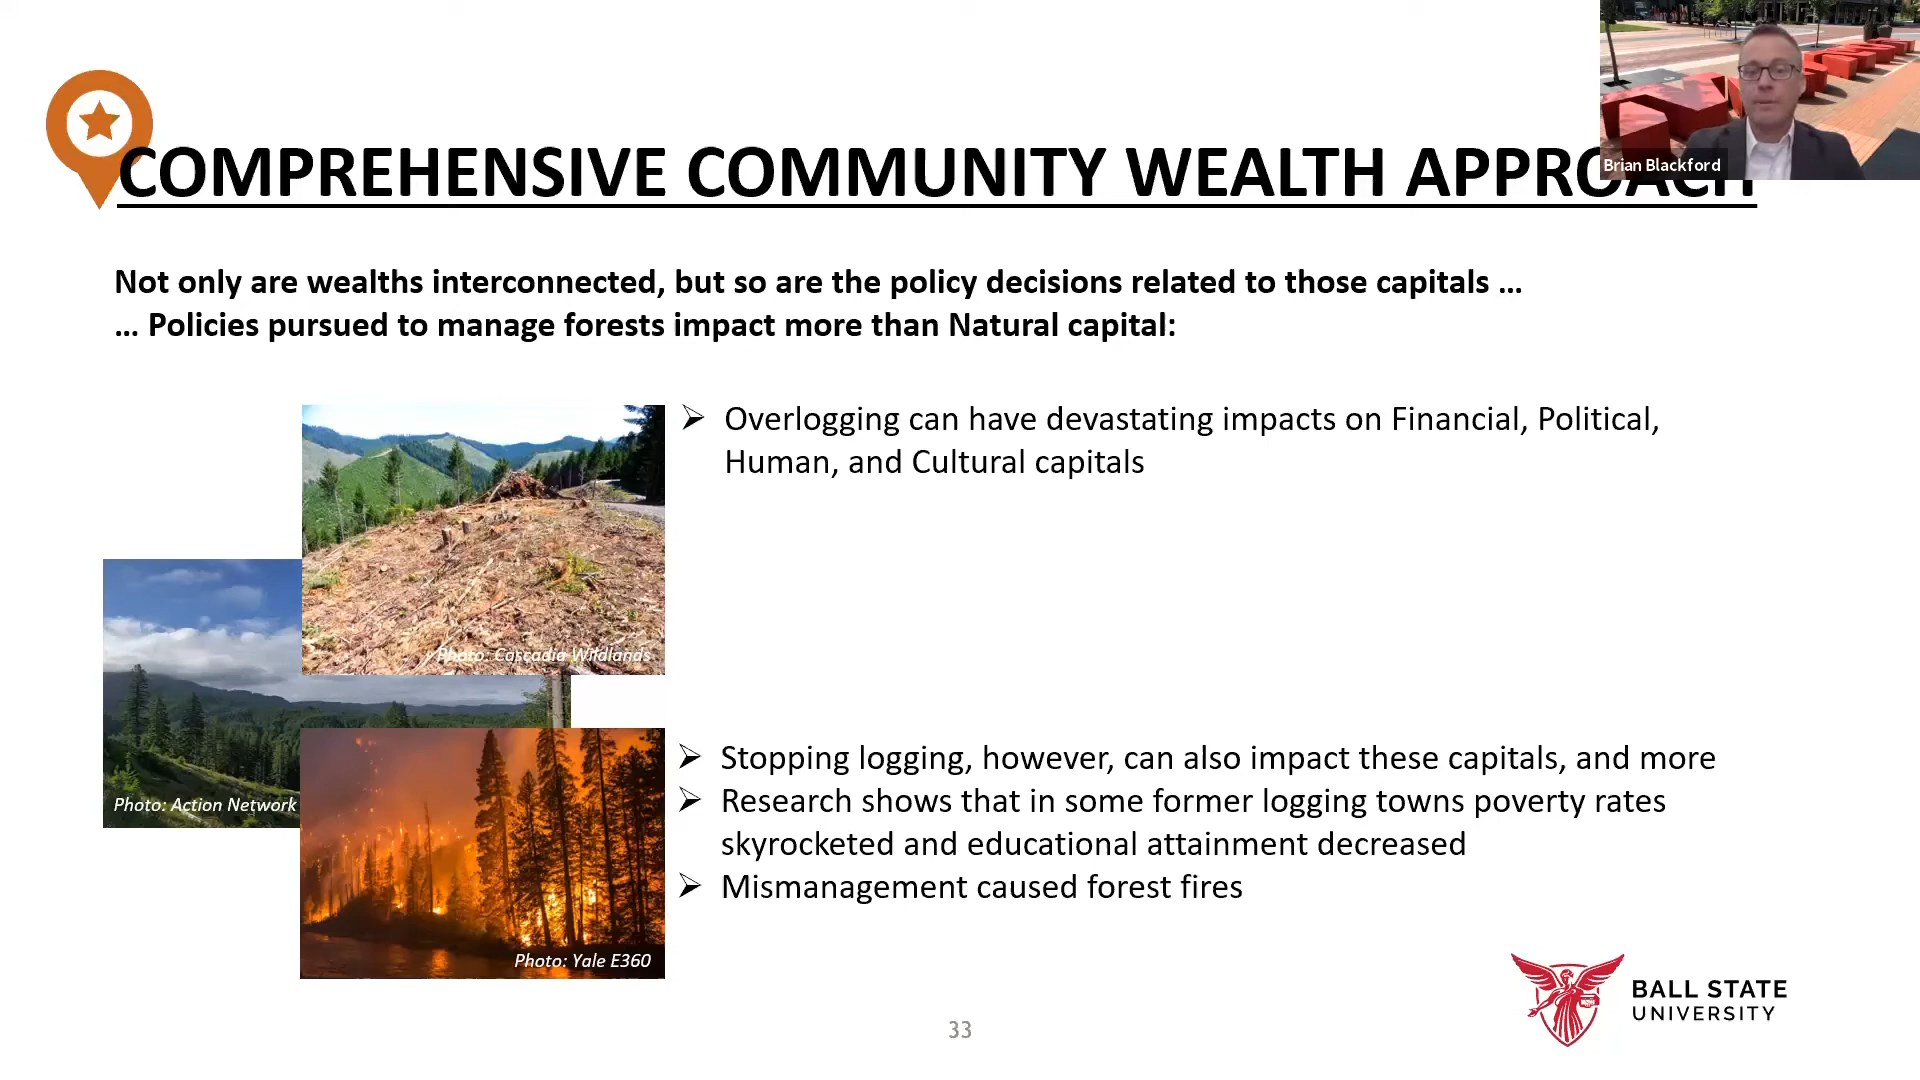 COMPREHENSIVE COMMUNITY WEALTH APPROACH
Brian Blackford
Not only are wealths interconnected, but so are the policy decisions related to those capitals ...
... Policies pursued to manage forests impact more than Natural capital:
➢ Overlogging can have devastating impacts on Financial, Political,
Human, and Cultural capitals
Photo: Cascadia Wildlands
Photo: Action Network
➢ Stopping logging, however, can also impact these capitals, and more
➢ Research shows that in some former logging towns poverty rates
skyrocketed and educational attainment decreased
➢ Mismanagement caused forest fires
Photo: Yale E360
BALL STATE
UNIVERSITY
33